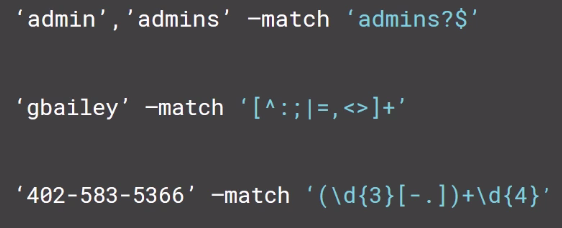 ‘admin’,’admins’ –match ‘admins?$’
‘gbailey’ –match ‘[^:;|=,<>]+’
‘402-583-5366’ –match ‘(\d{3}[-.])+\d{4}’